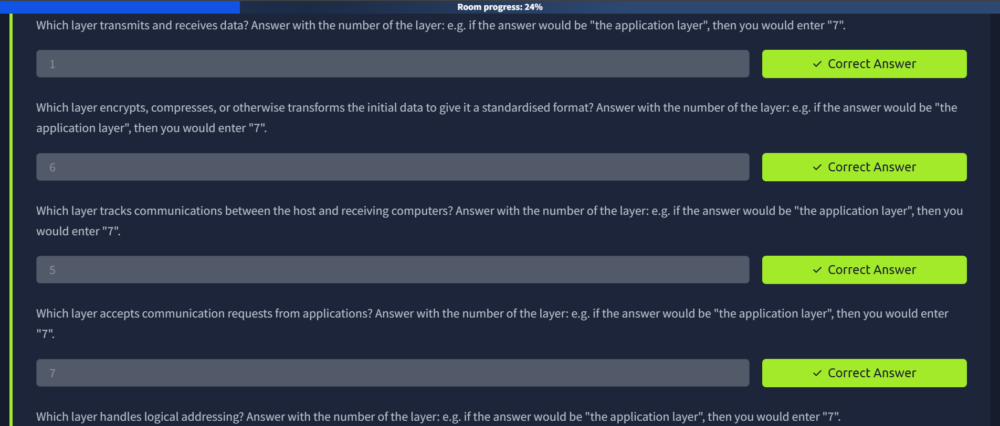 Room progress: 24%
Which layer transmits and receives data? Answer with the number of the layer: e.g. if the answer would be "the application layer", then you would enter "7".
1
✓ Correct Answer
Which layer encrypts, compresses, or otherwise transforms the initial data to give it a standardised format? Answer with the number of the layer: e.g. if the answer would be "the
application layer", then you would enter "7".
6
✓ Correct Answer
Which layer tracks communications between the host and receiving computers? Answer with the number of the layer: e.g. if the answer would be "the application layer", then you
would enter "7".
5
✓ Correct Answer
Which layer accepts communication requests from applications? Answer with the number of the layer: e.g. if the answer would be "the application layer", then you would enter
"7".
7
✓ Correct Answer
Which layer handles logical addressing? Answer with the number of the layer: e.g. if the answer would be "the application layer", then you would enter "7".